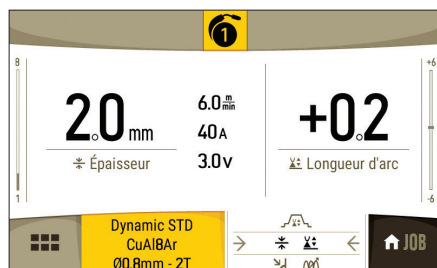 1
8
2.0 mm
Épaisseur
1
6.0 m/min
40 A
3.0 V
+0.2
Longueur d'arc
+6
-6
Dynamic STD
CuAl8Ar
Ø0.8mm - 2T
JOB